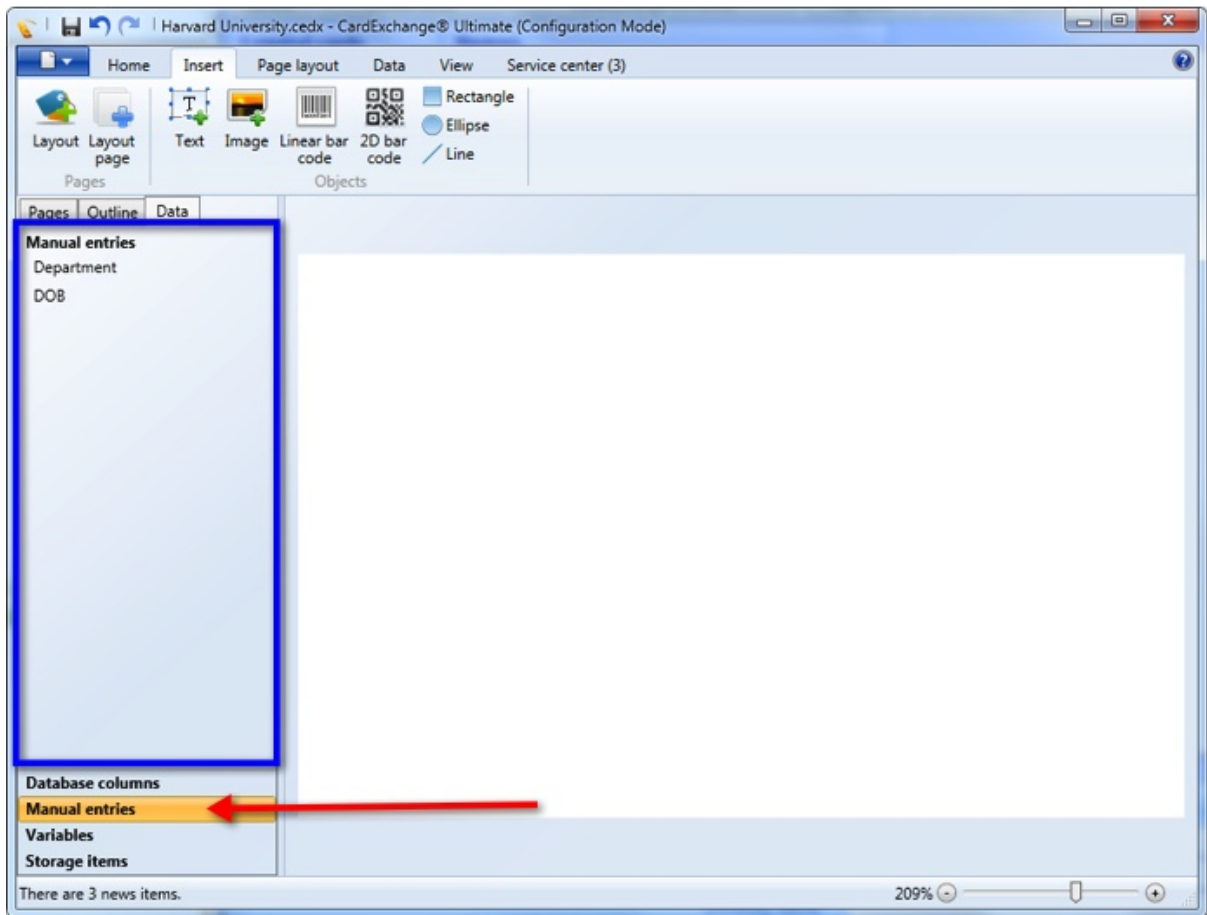 Harvard University.cedx - CardExchange® Ultimate (Configuration Mode)
Home Insert Page layout Data View Service center (3)
Layout Layout page Text Image Linear bar code 2D bar code Rectangle
Ellipse
Line
Pages Objects
Pages Outline Data
Manual entries
Department
DOB
Database columns
Manual entries
Variables
Storage items
There are 3 news items. 209%